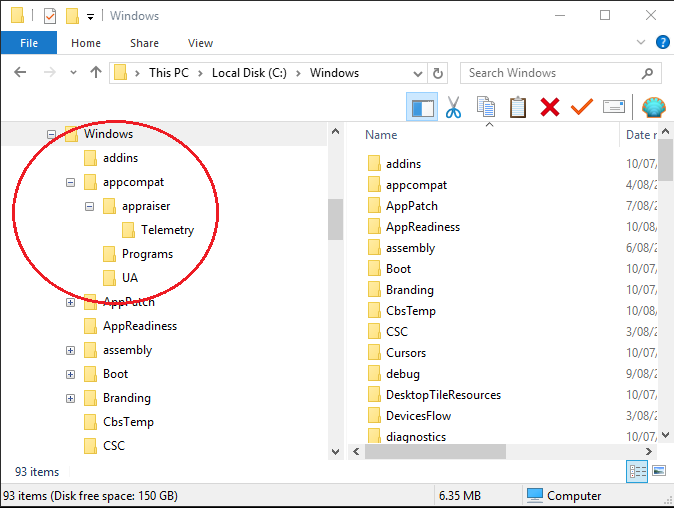 Windows
File Home Share View
This PC Local Disk (C:) Windows
Search Windows
Windows
addins
appcompat
appraiser
Telemetry
Programs
UA
AppPatch
AppReadiness
assembly
Boot
Branding
CbsTemp
CSC
Name Date r
addins 10/07/
appcompat 4/08/2
AppPatch 10/07/
AppReadiness 10/08/
assembly 6/08/2
Boot 10/07/
Branding 10/07/
CbsTemp 10/08/
CSC 3/08/2
Cursors 10/07/
debug 9/08/2
DesktopTileResources 10/07/
DevicesFlow 3/08/2
diagnostics 10/07/
93 items
93 items (Disk free space: 150 GB) 6.35 MB Computer